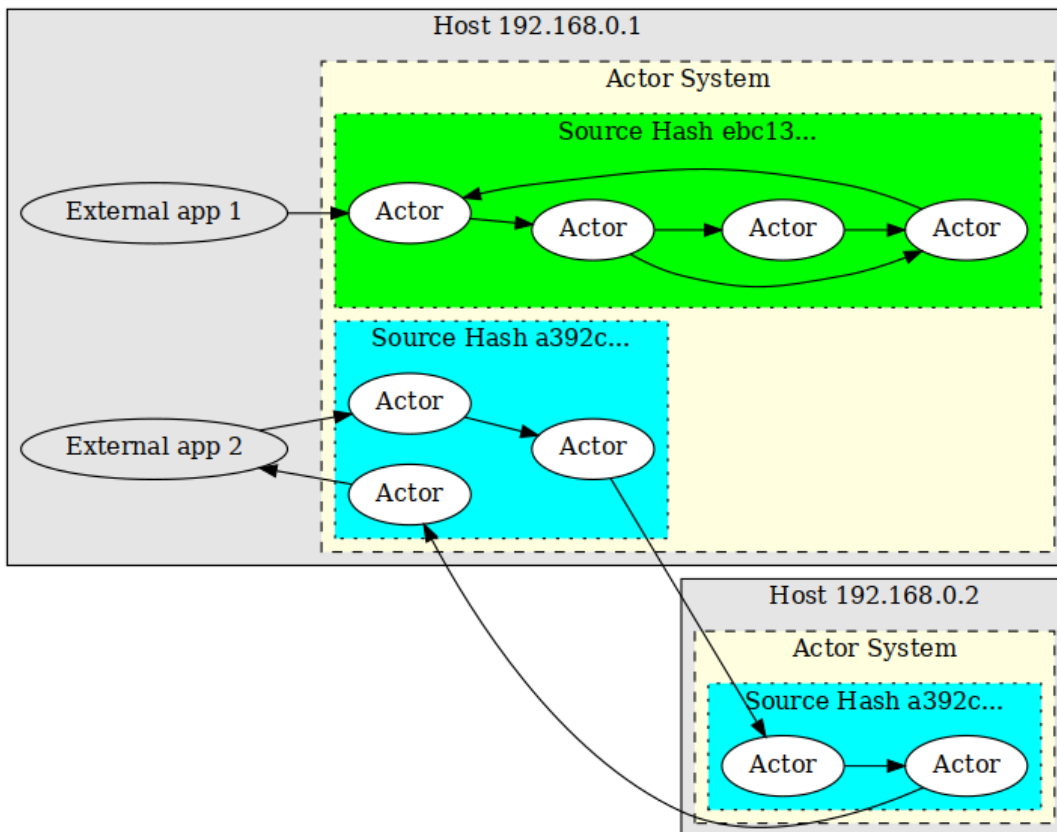 Host 192.168.0.1
Actor System
Source Hash ebc13...
External app 1
Actor
Actor
Actor
Actor
Source Hash a392c...
Actor
External app 2
Actor
Actor
Host 192.168.0.2
Actor System
Source Hash a392c...
Actor
Actor